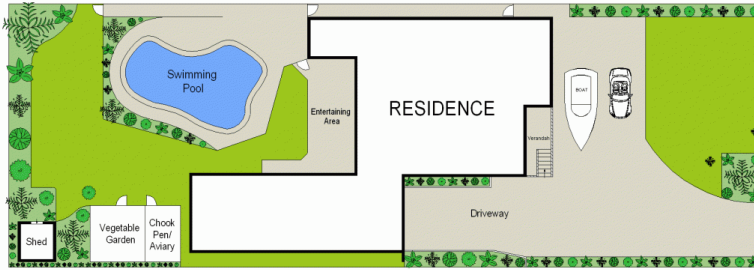 Swimming
Pool
Entertaining
Area
RESIDENCE
BOAT
Verandah
Driveway
Shed
Vegetable
Garden
Chook
Pen/
Aviary